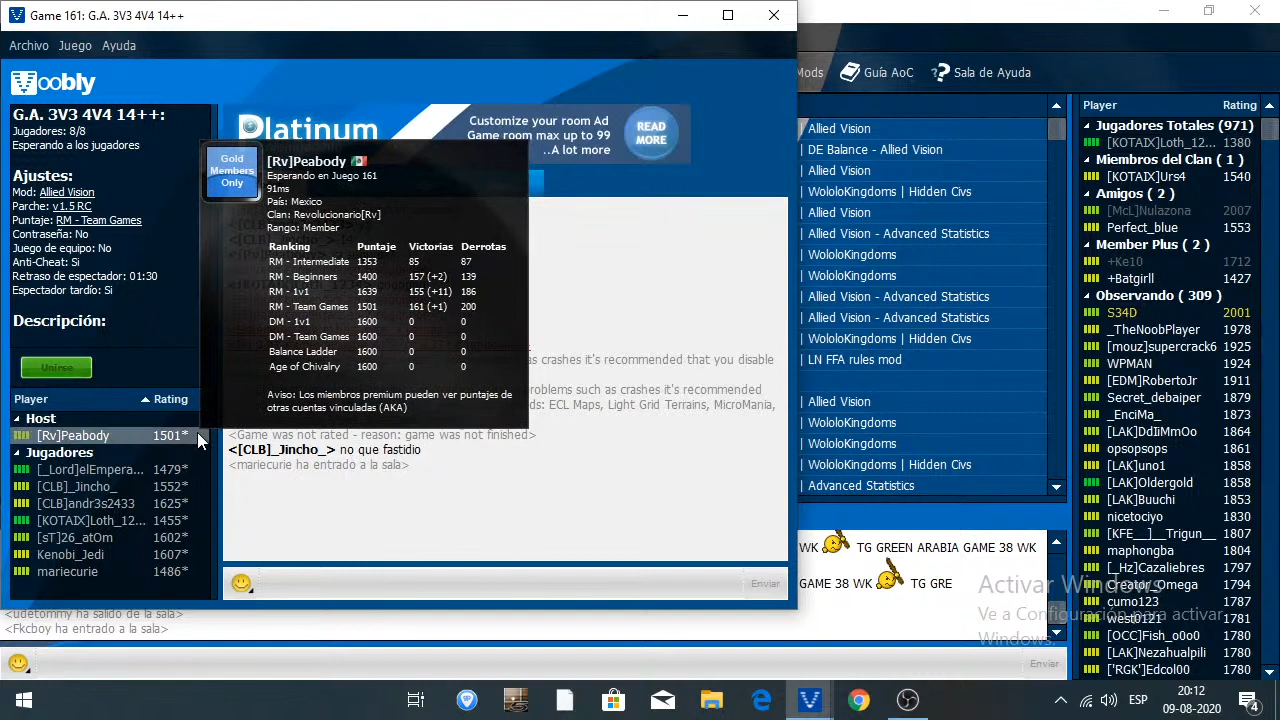 Game 161: G.A. 3V3 4V4 14++
Archivo Juego Ayuda
Voobly
G.A. 3V3 4V4 14++:
Jugadores: 8/8
Esperando a los jugadores
Ajustes:
Mod: Allied Vision
Parche: v1.5 RC
Puntaje: RM - Team Games
Contraseña: No
Juego de equipo: No
Anti-Cheat: Si
Retraso de espectador: 01:30
Espectador tardío: Si
Descripción:
Unirse
Player Rating
Host
[Rv]Peabody 1501*
Jugadores
[_Lord]elEmpera... 1479*
[CLB]_Jincho_ 1552*
[CLB]andr3s2433 1625*
[KOTAIX]Loth_12... 1455*
[sT]26_atOm 1602*
Kenobi_Jedi 1607*
mariecurie 1486*
Platinum
Customize your room Ad
Game room max up to 99
..A lot more
READ MORE
Gold
Members
Only
[Rv]Peabody
Esperando en Juego 161
91ms
País: Mexico
Clan: Revolucionario[Rv]
Rango: Member
Ranking Puntaje Victorias Derrotas
RM - Intermediate 1353 85 87
RM - Beginners 1400 157 (+2) 139
RM - 1v1 1639 155 (+11) 186
RM - Team Games 1501 161 (+1) 200
DM - 1v1 1600 0 0
DM - Team Games 1600 0 0
Balance Ladder 1600 0 0
Age of Chivalry 1600 0 0
Aviso: Los miembros premium pueden ver puntajes de
otras cuentas vinculadas (AKA)
as crashes it's recommended that you disable
problems such as crashes it's recommended
ds: ECL Maps, Light Grid Terrains, MicroMania,
<Game was not rated - reason: game was not finished>
<[CLB]_Jincho_> no que fastidio
<mariecurie ha entrado a la sala>
Enviar
<udetommy ha salido de la sala>
<Fkcboy ha entrado a la sala>
Enviar
Mods Guía AoC Sala de Ayuda
| Allied Vision
| DE Balance - Allied Vision
| Allied Vision
| WololoKingdoms | Hidden Civs
| Allied Vision
| Allied Vision - Advanced Statistics
| WololoKingdoms
| WololoKingdoms
| Allied Vision - Advanced Statistics
| Allied Vision - Advanced Statistics
| WololoKingdoms | Hidden Civs
| LN FFA rules mod
| Allied Vision
| WololoKingdoms
| WololoKingdoms
| WololoKingdoms | Hidden Civs
| Advanced Statistics
WK TG GREEN ARABIA GAME 38 WK
GAME 38 WK TG GRE
Player Rating
Jugadores Totales (971)
[KOTAIX]Loth_12... 1380
Miembros del Clan ( 1 )
[KOTAIX]Urs4 1540
Amigos ( 2 )
[McL]Nulazona 2007
Perfect_blue 1553
Member Plus ( 2 )
+Ke10 1712
+Batgirll 1427
Observando ( 309 )
S34D 2001
_TheNoobPlayer 1978
[mouz]supercrack6 1925
WPMAN 1924
[EDM]RobertoJr 1911
Secret_debaiper 1889
_EnciMa_ 1873
[LAK]DdIiMmOo 1864
opsopsops 1861
[LAK]uno1 1858
[LAK]Oldergold 1858
[LAK]Buuchi 1853
nicetociyo 1830
[KFE__]__Trigun__ 1807
maphongba 1804
[_Hz]Cazaliebres 1797
Creator_Omega 1794
cumo123 1787
west0121 1787
[OCC]Fish_o0o0 1780
[LEM]Nezahualpili 1780
['RGK']Edcol00 1780
Activar Windows
Ve a Configuración para activar
Windows.
ESP
20:12
09-08-2020
4